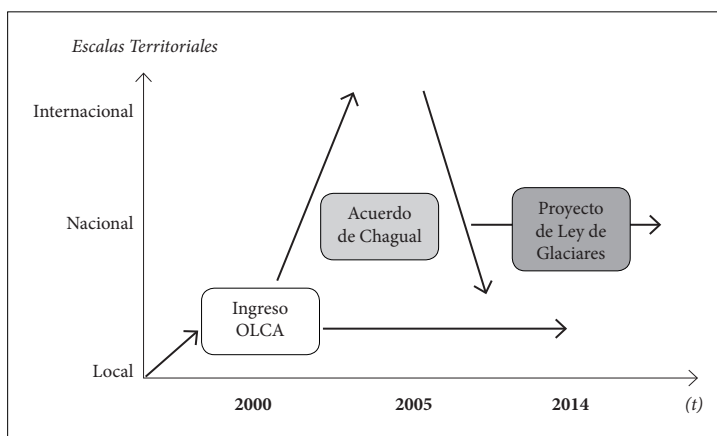 Escalas Territoriales
Internacional
Nacional
Local
Ingreso
OLCA
Acuerdo
de Chagual
Proyecto
de Ley de
Glaciares
2000
2005
2014
(t)